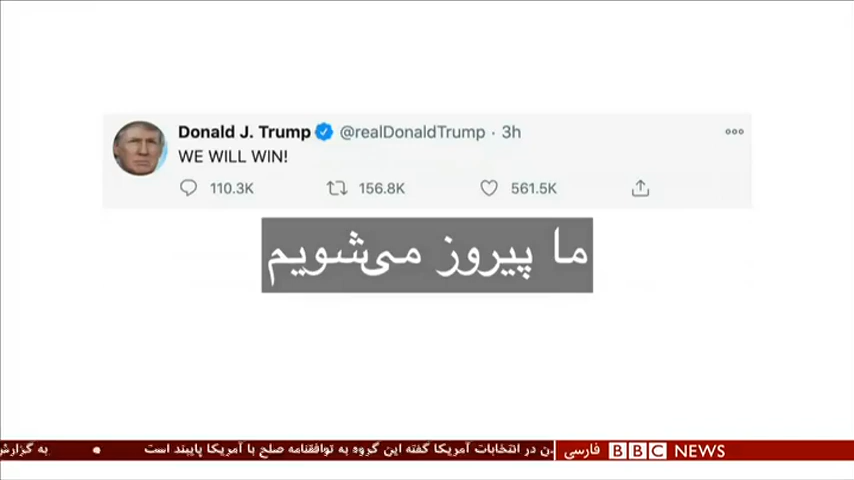 Donald J. Trump @realDonaldTrump · 3h
WE WILL WIN!
110.3K 156.8K 561.5K
ما پیروز می‌شویم
در انتخابات آمریکا گفته این گروه به توافقنامه صلح با آمریکا پایبند است • به گزارش
BBC NEWS فارسی